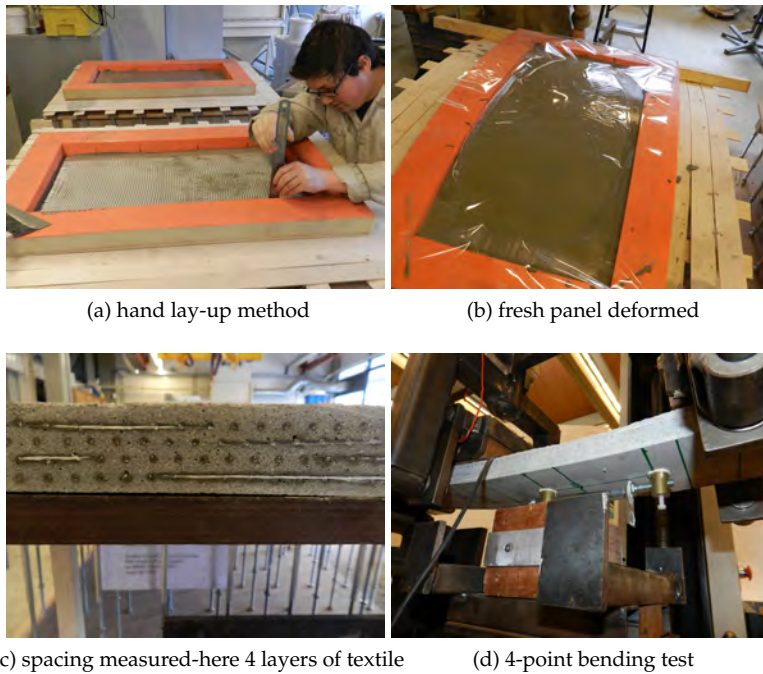 (a) hand lay-up method
(b) fresh panel deformed
c) spacing measured-here 4 layers of textile
(d) 4-point bending test